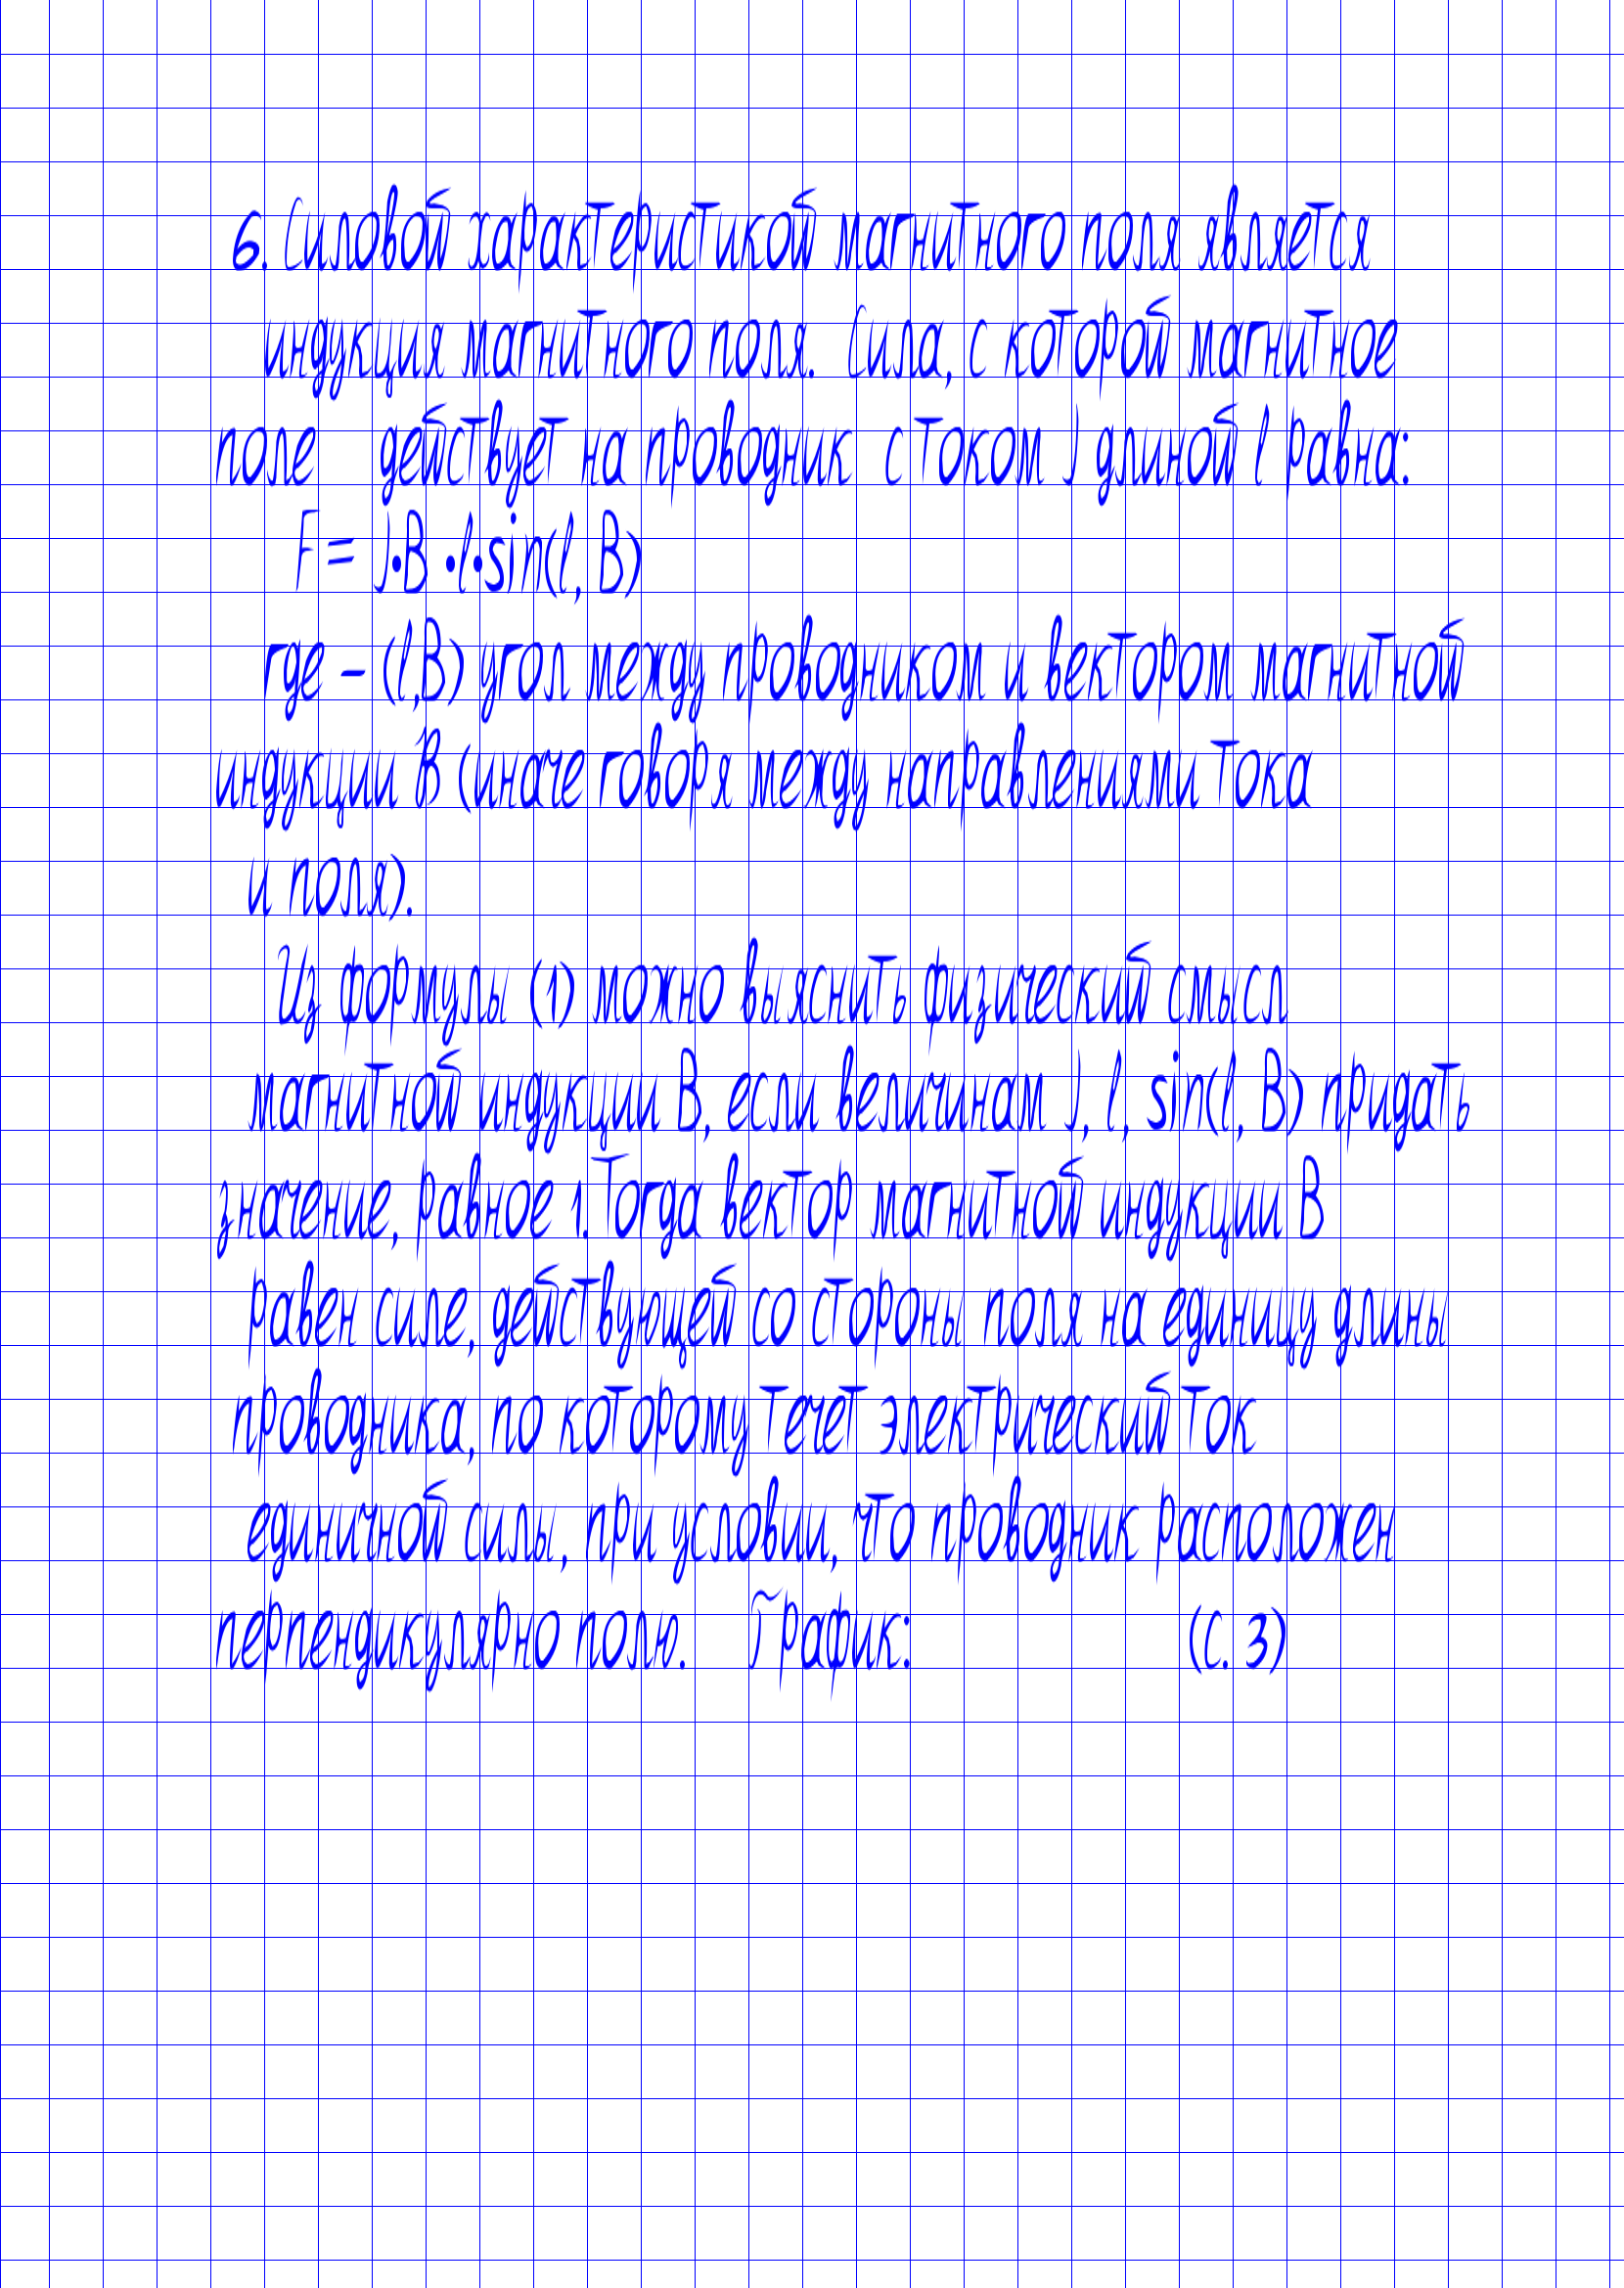 6. Силовой характеристикой магнитного поля является
индукция магнитного поля. Сила, с которой магнитное
поле действует на проводник с током J длиной l равна:
F = J•B •l•sin(l, B)
где - (l,B) угол между проводником и вектором магнитной
индукции В (иначе говоря между направлениями тока
и поля).
Из формулы (1) можно выяснить физический смысл
магнитной индукции B, если величинам J, l, sin(l, B) придать
значение, равное 1. Тогда вектор магнитной индукции B
равен силе, действующей со стороны поля на единицу длины
проводника, по которому течет электрический ток
единичной силы, при условии, что проводник расположен
перпендикулярно полю. График: (с. 3)